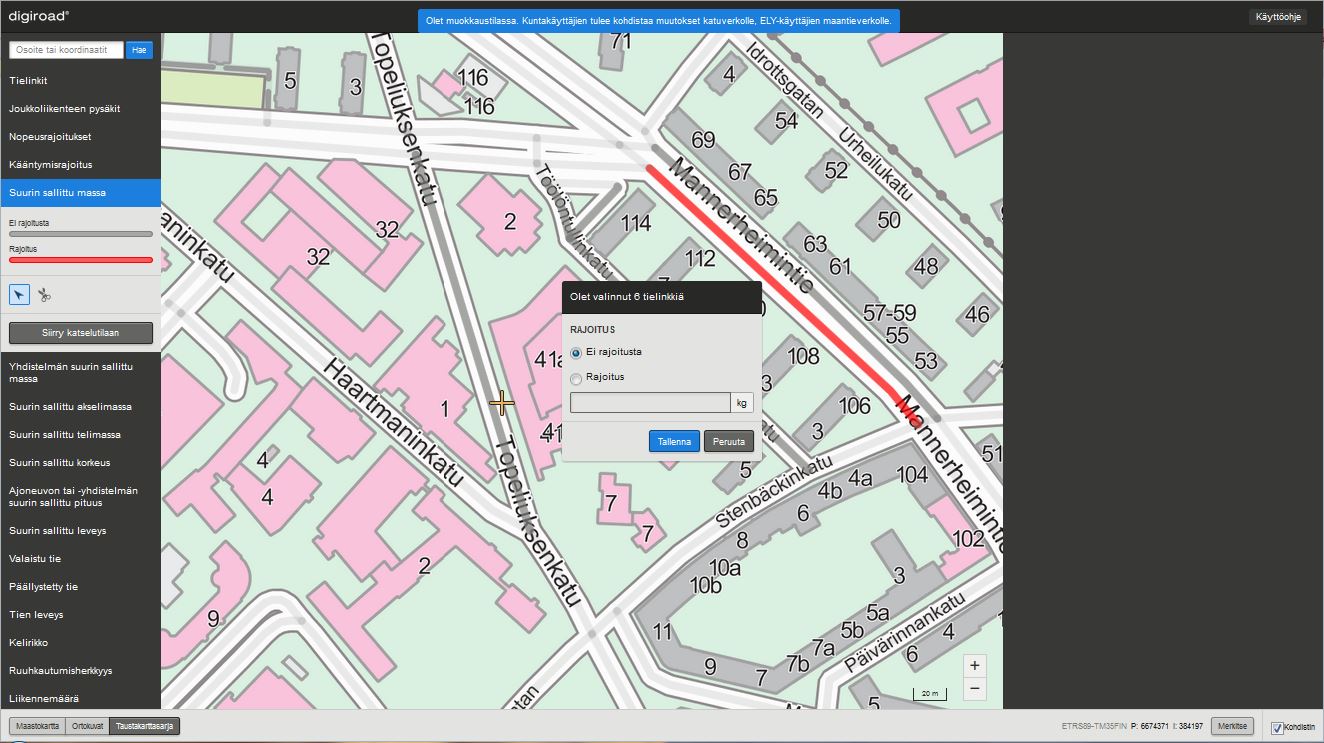 digiroad®
Olet muokkaustilassa. Kuntakäyttäjien tulee kohdistaa muutokset katuverkolle, ELY-käyttäjien maantieverkolle.
Käyttöohje
Osoite tai koordinaatit
Hae
Tielinkit
Joukkoliikenteen pysäkit
Nopeusrajoitukset
Kääntymisrajoitus
Suurin sallittu massa
Ei rajoitusta
Rajoitus
Siirry katselutilaan
Yhdistelmän suurin sallittu
massa
Suurin sallittu akselimassa
Suurin sallittu telimassa
Suurin sallittu korkeus
Ajoneuvon tai -yhdistelmän
suurin sallittu pituus
Suurin sallittu leveys
Valaistu tie
Päällystetty tie
Tien leveys
Kelirikko
Ruuhkautumisherkkyys
Liikennemäärä
71
5
3
116
116
4
54
52
50
48
46
69
67
65
63
61
57-59
55
53
51
Idrottsgatan
Urheilukatu
Topeliuksenkatu
Töölöntullinkatu
Mannerheimintie
114
112
2
32
32
aninkatu
Haartmaninkatu
41a
41
1
4
4
108
3
106
3
5
atu
Olet valinnut 6 tielinkkiä
RAJOITUS
Ei rajoitusta
Rajoitus
kg
Tallenna
Peruuta
Mannerheimintie
Stenbäckinkatu
104
4a
4b
6
8
10a
10b
102
7
7
2
9
Topeliuksenkatu
3
5a
5b
7a
7b
7
9
11
Päivärinnankatu
4
6
5
atan
20 m
+
−
Maastokartta
Ortokuvat
Taustakarttasarja
ETRS89-TM35FIN P: 6674371 I: 384197
Merkitse
Kohdistin